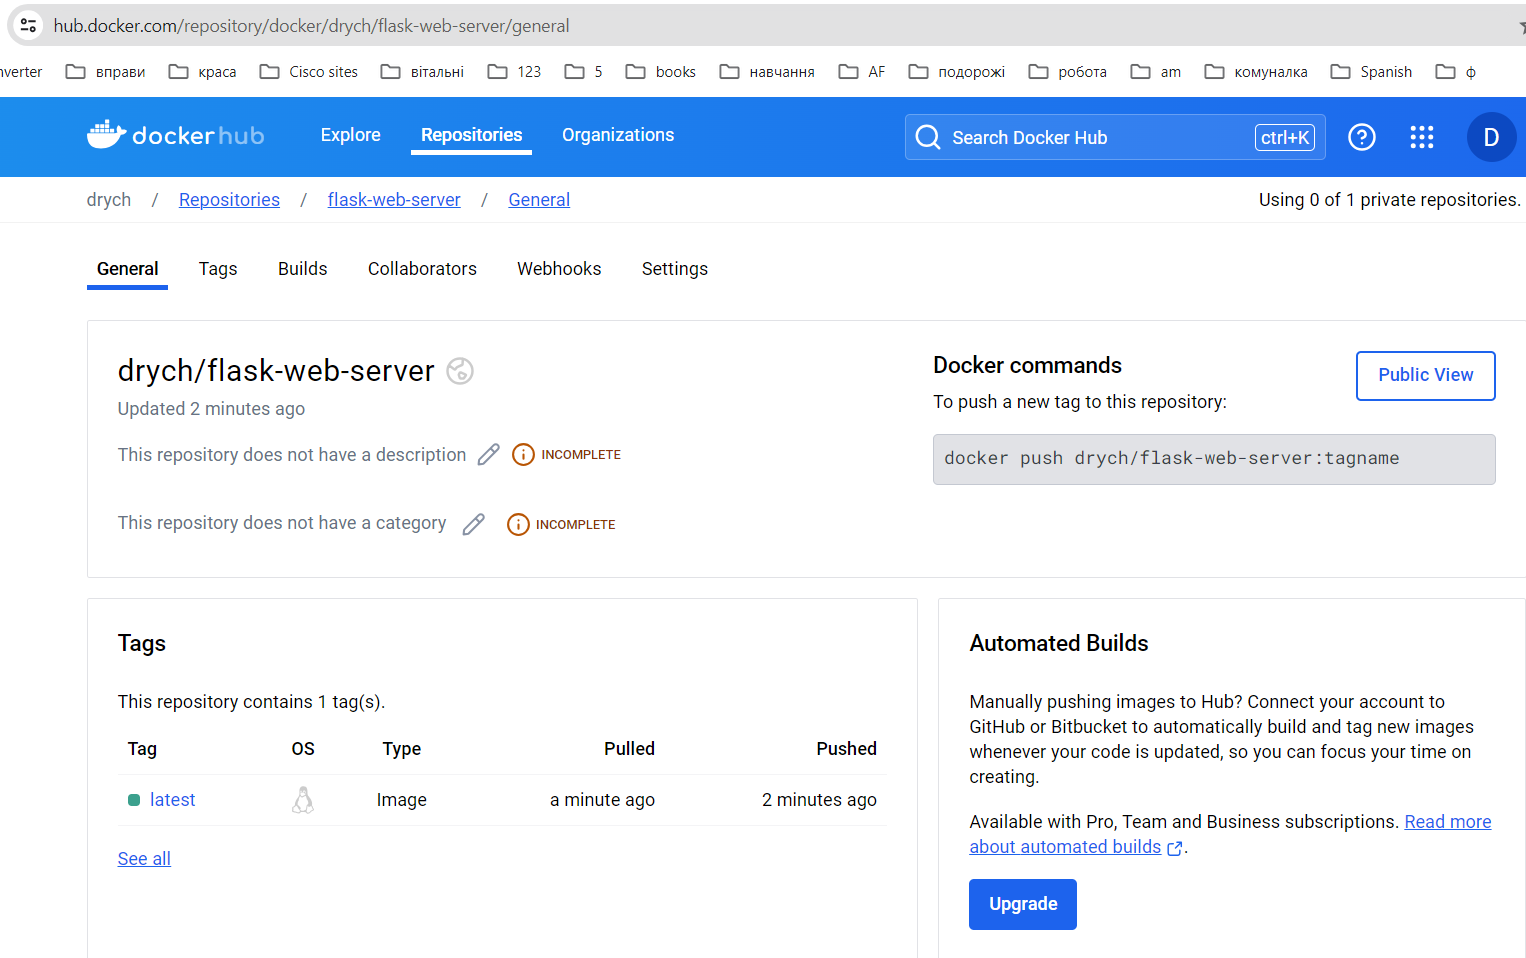 hub.docker.com/repository/docker/drych/flask-web-server/general
nverter вправи краса Cisco sites вітальні 123 5 books навчання AF подорожі робота am комуналка Spanish ф
docker hub Explore Repositories Organizations Search Docker Hub ctrl+K ? D
drych / Repositories / flask-web-server / General Using 0 of 1 private repositories.
General Tags Builds Collaborators Webhooks Settings
drych/flask-web-server
Updated 2 minutes ago
This repository does not have a description INCOMPLETE
This repository does not have a category INCOMPLETE
Docker commands
Public View
To push a new tag to this repository:
docker push drych/flask-web-server:tagname
Tags
This repository contains 1 tag(s).
Tag OS Type Pulled Pushed
latest Image a minute ago 2 minutes ago
See all
Automated Builds
Manually pushing images to Hub? Connect your account to
GitHub or Bitbucket to automatically build and tag new images
whenever your code is updated, so you can focus your time on
creating.
Available with Pro, Team and Business subscriptions. Read more
about automated builds .
Upgrade